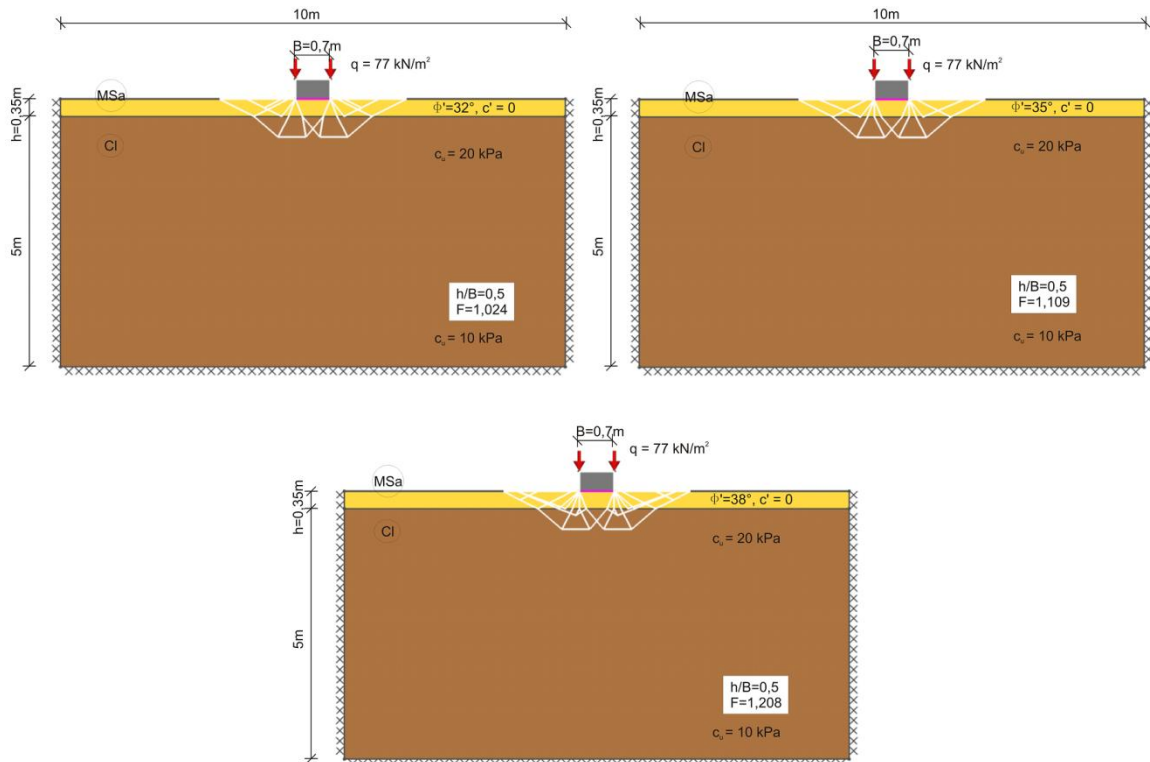 10m
B=0,7m
q = 77 kN/m²
h=0,35m
MSa
ϕ'=32°, c' = 0
Cl
cᵤ = 20 kPa
5m
h/B=0,5
F=1,024
cᵤ = 10 kPa
10m
B=0,7m
q = 77 kN/m²
h=0,35m
MSa
ϕ'=35°, c' = 0
Cl
cᵤ = 20 kPa
5m
h/B=0,5
F=1,109
cᵤ = 10 kPa
B=0,7m
q = 77 kN/m²
h=0,35m
MSa
ϕ'=38°, c' = 0
Cl
cᵤ = 20 kPa
5m
h/B=0,5
F=1,208
cᵤ = 10 kPa